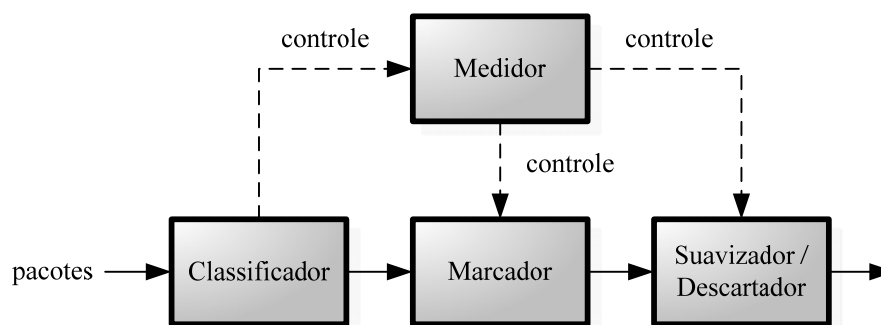 controle
Medidor
controle
controle
pacotes
Classificador
Marcador
Suavizador /
Descartador